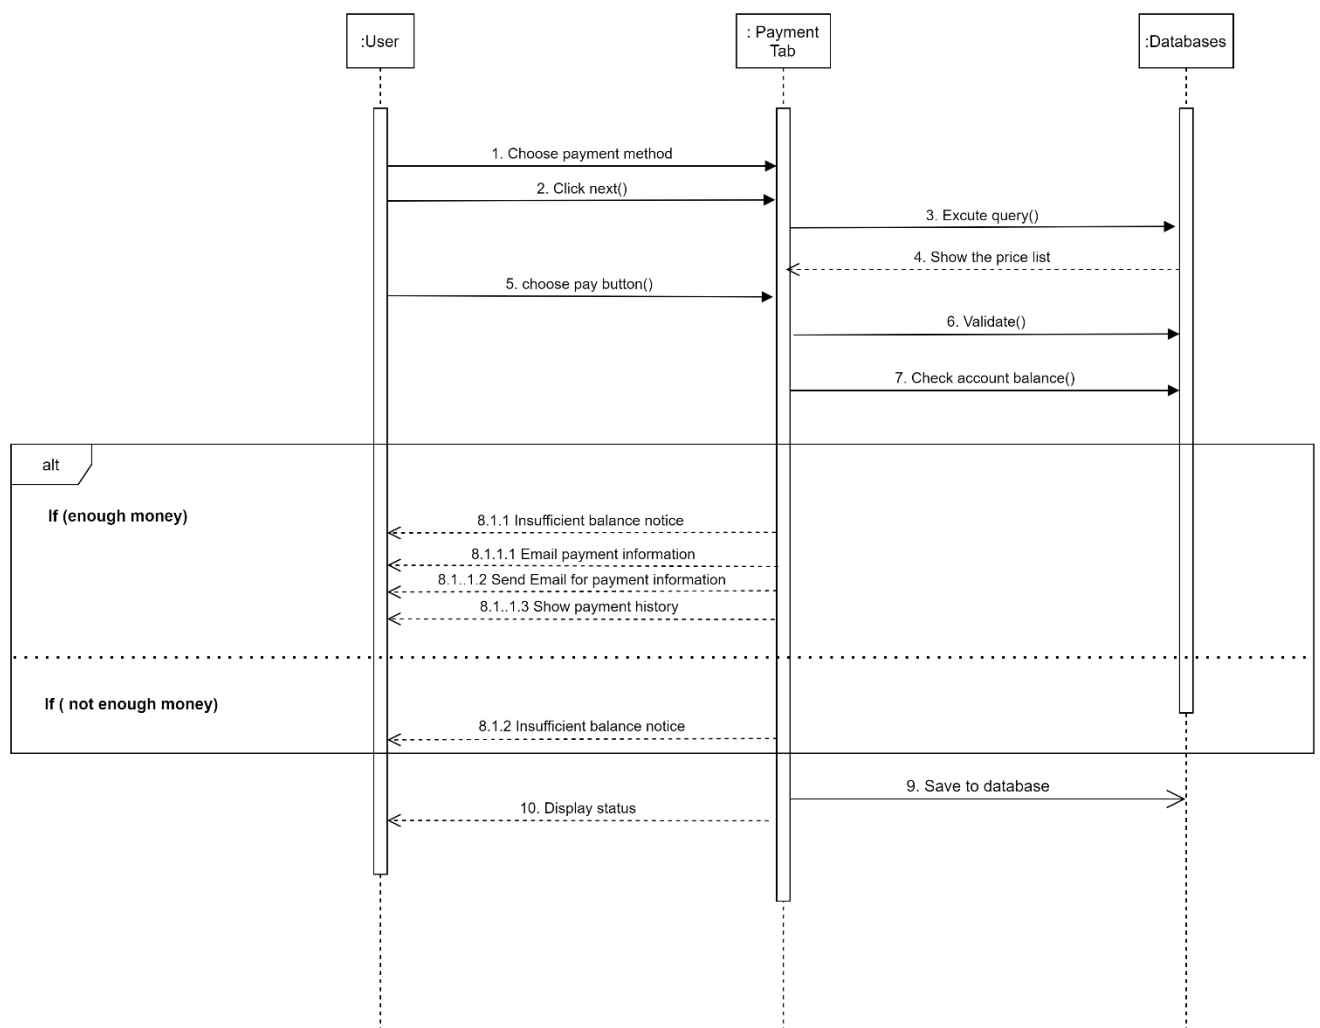 :User
: Payment
Tab
:Databases
1. Choose payment method
2. Click next()
3. Excute query()
4. Show the price list
5. choose pay button()
6. Validate()
7. Check account balance()
alt
If (enough money)
8.1.1 Insufficient balance notice
8.1.1.1 Email payment information
8.1..1.2 Send Email for payment information
8.1..1.3 Show payment history
If ( not enough money)
8.1.2 Insufficient balance notice
9. Save to database
10. Display status